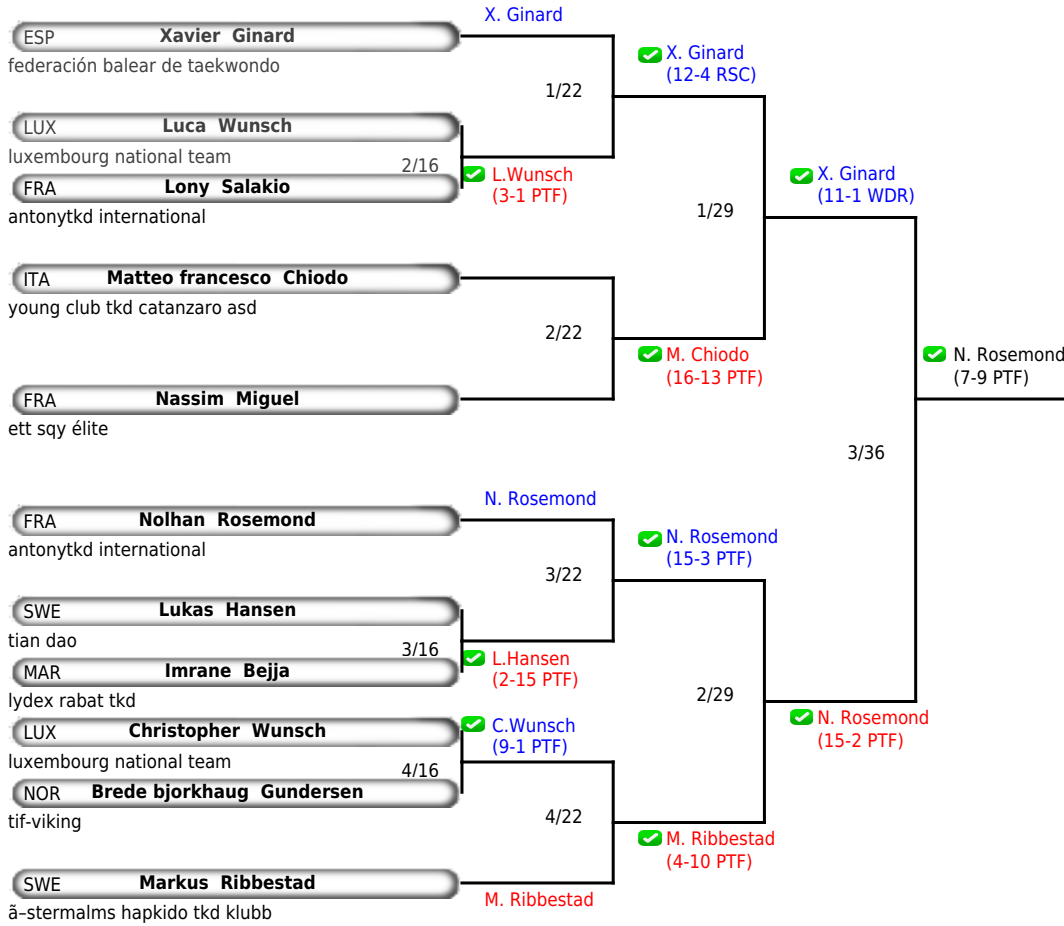 X. Ginard
ESP Xavier Ginard
federación balear de taekwondo
X. Ginard
(12-4 RSC)
1/22
LUX Luca Wunsch
luxembourg national team
2/16
L.Wunsch
(3-1 PTF)
FRA Lony Salakio
antonytkd international
X. Ginard
(11-1 WDR)
1/29
ITA Matteo francesco Chiodo
young club tkd catanzaro asd
2/22
M. Chiodo
(16-13 PTF)
N. Rosemond
(7-9 PTF)
FRA Nassim Miguel
ett sqy élite
3/36
N. Rosemond
FRA Nolhan Rosemond
antonytkd international
N. Rosemond
(15-3 PTF)
3/22
SWE Lukas Hansen
tian dao
3/16
L.Hansen
(2-15 PTF)
MAR Imrane Bejja
lydex rabat tkd
2/29
N. Rosemond
(15-2 PTF)
LUX Christopher Wunsch
luxembourg national team
C.Wunsch
(9-1 PTF)
4/16
NOR Brede bjorkhaug Gundersen
tif-viking
4/22
M. Ribbestad
(4-10 PTF)
SWE Markus Ribbestad
ã–stermalms hapkido tkd klubb
M. Ribbestad